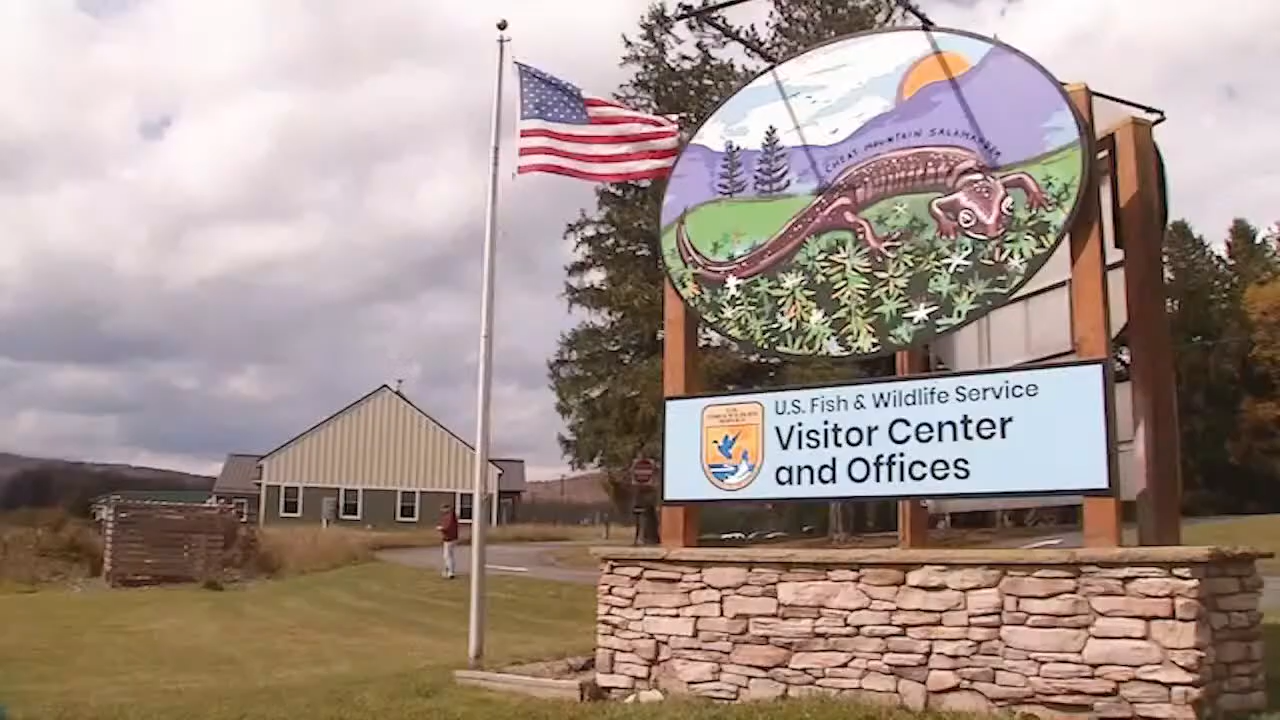 CHEAT MOUNTAIN SALAMANDER
U.S. Fish & Wildlife Service
Visitor Center
and Offices